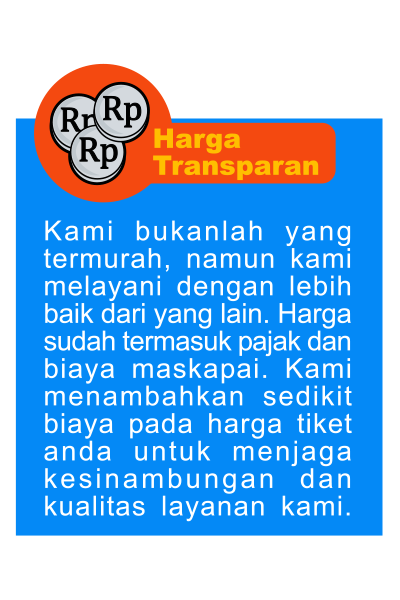 Rp
Rp
Rp
Harga
Transparan
Kami bukanlah yang
termurah, namun kami
melayani dengan lebih
baik dari yang lain. Harga
sudah termasuk pajak dan
biaya maskapai. Kami
menambahkan sedikit
biaya pada harga tiket
anda untuk menjaga
kesinambungan dan
kualitas layanan kami.